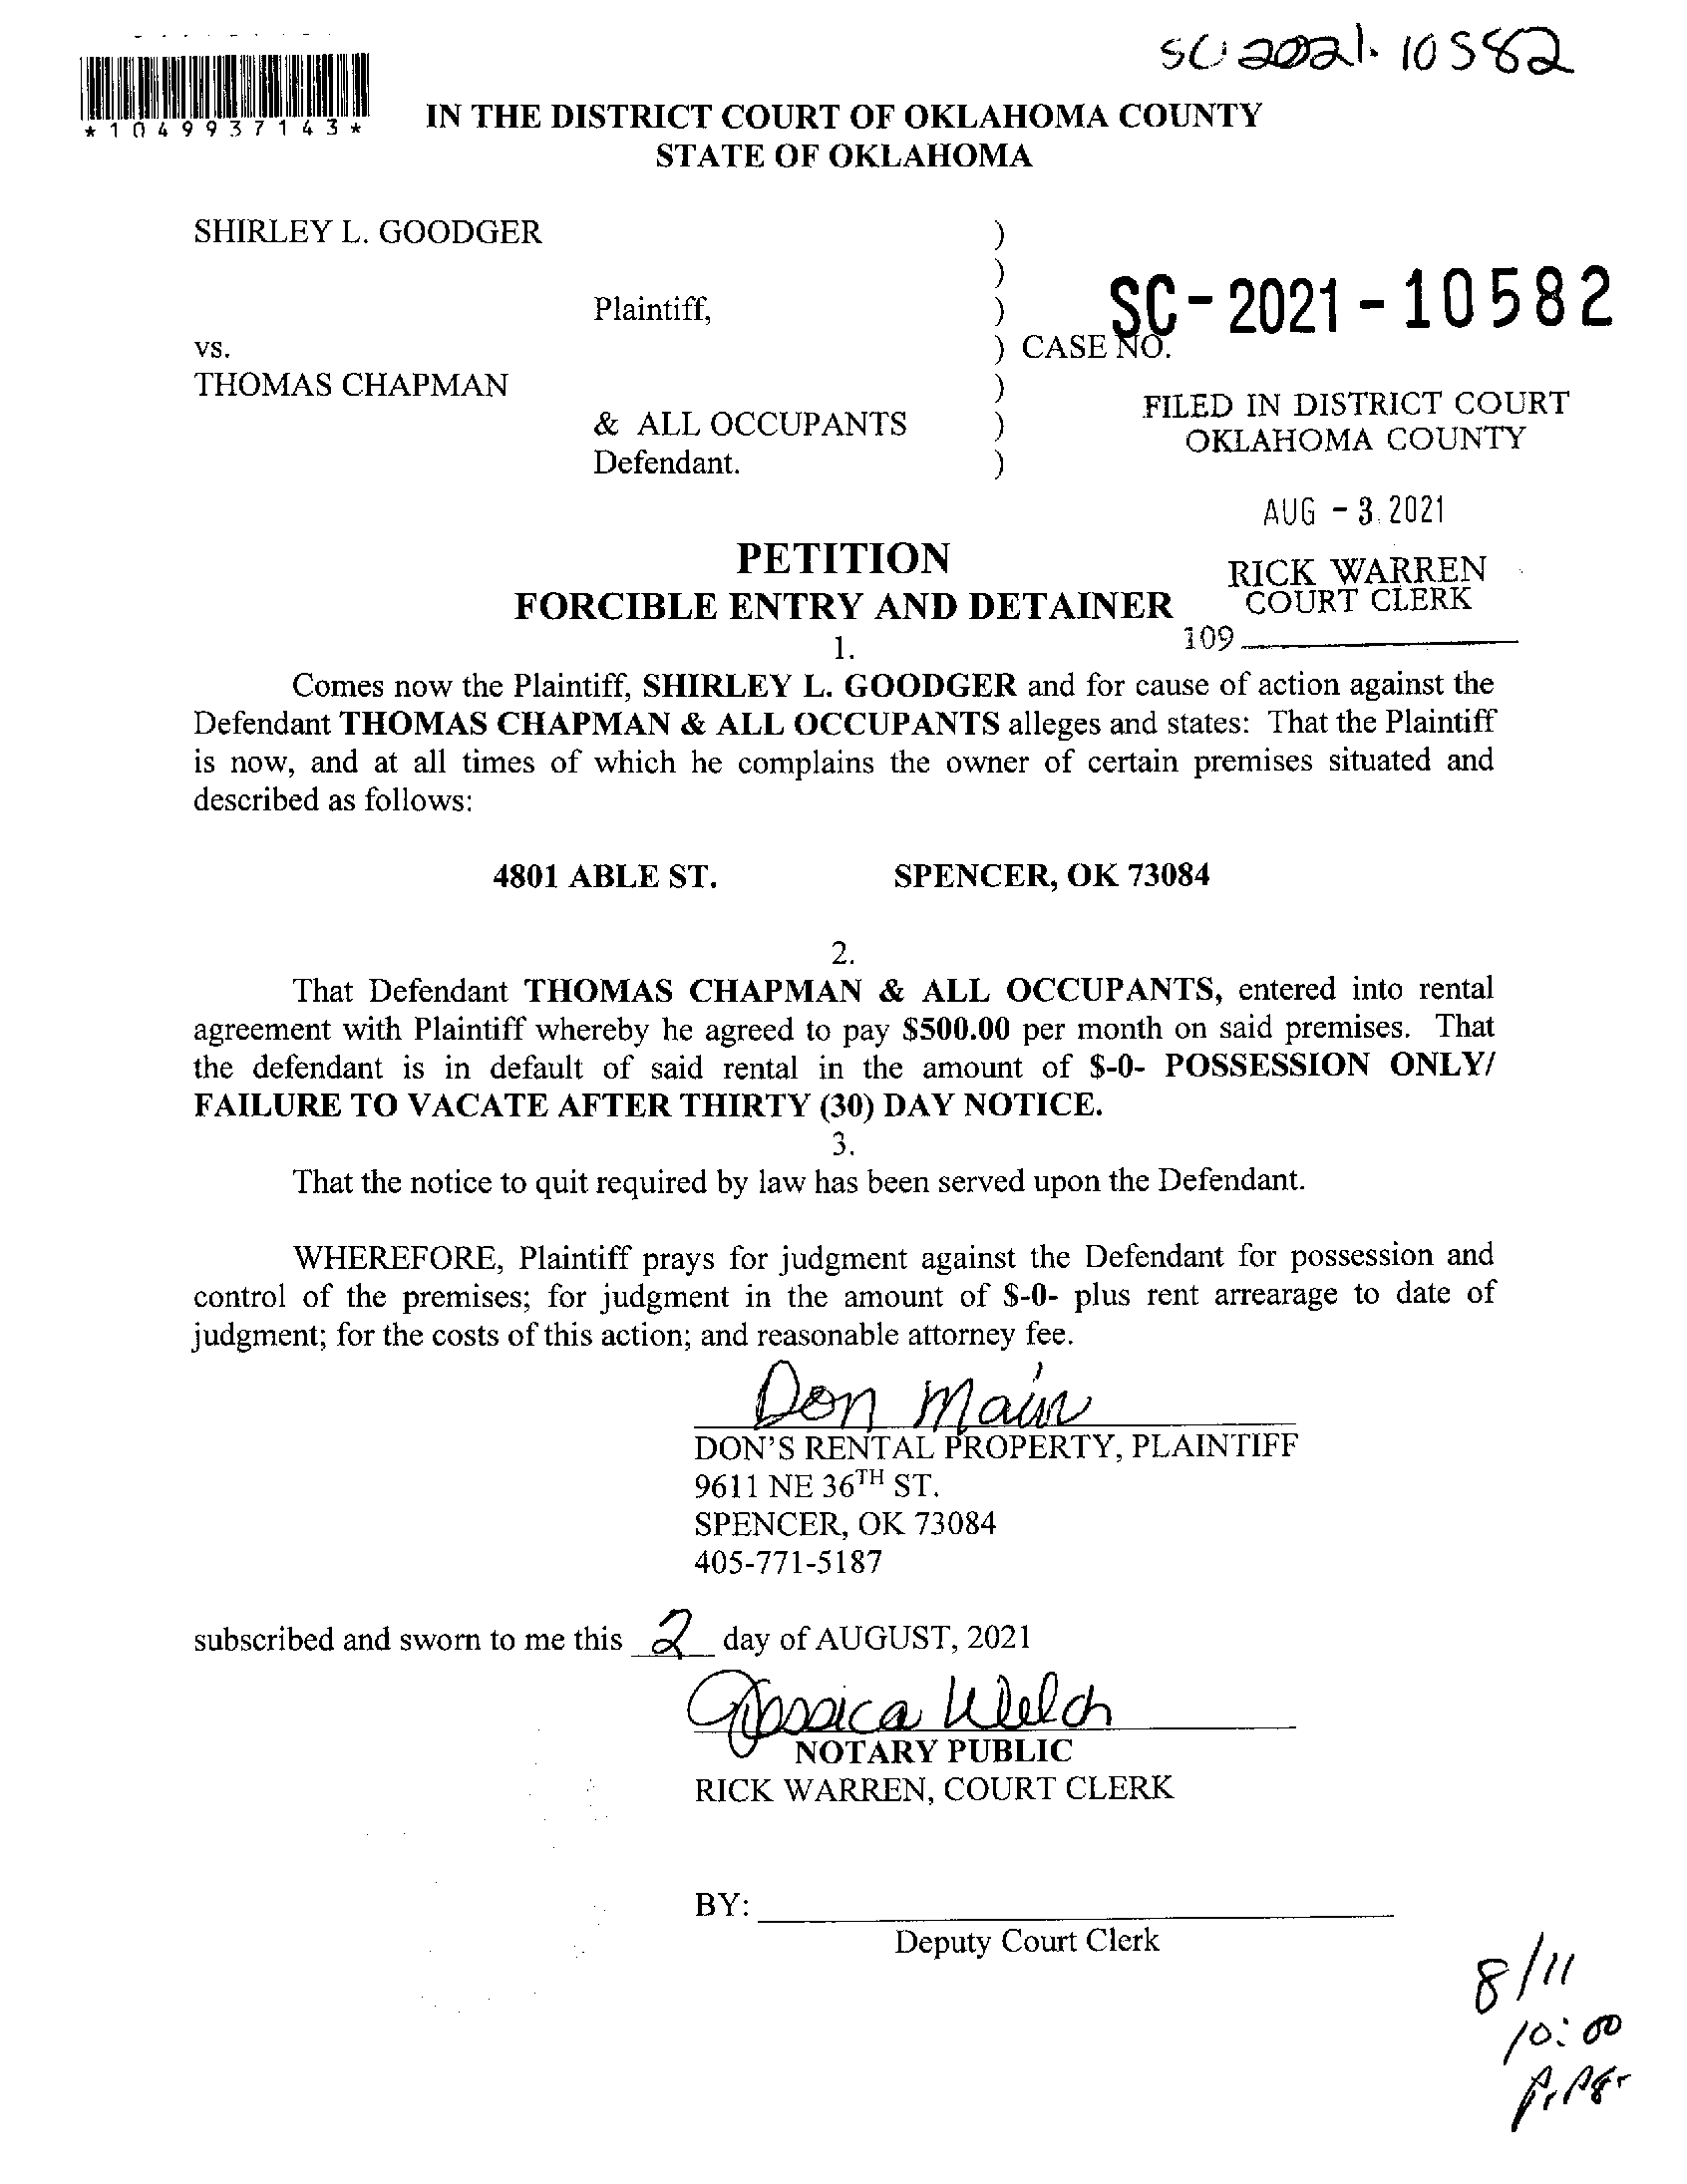 SC 2021-10582
*1049937143*
IN THE DISTRICT COURT OF OKLAHOMA COUNTY
STATE OF OKLAHOMA
SHIRLEY L. GOODGER )
)
Plaintiff, )
SC-2021-10582
vs. ) CASE NO.
THOMAS CHAPMAN )
& ALL OCCUPANTS )
Defendant. )
FILED IN DISTRICT COURT
OKLAHOMA COUNTY
AUG - 3 2021
RICK WARREN
COURT CLERK
109
PETITION
FORCIBLE ENTRY AND DETAINER
1.
Comes now the Plaintiff, SHIRLEY L. GOODGER and for cause of action against the
Defendant THOMAS CHAPMAN & ALL OCCUPANTS alleges and states: That the Plaintiff
is now, and at all times of which he complains the owner of certain premises situated and
described as follows:
4801 ABLE ST. SPENCER, OK 73084
2.
That Defendant THOMAS CHAPMAN & ALL OCCUPANTS, entered into rental
agreement with Plaintiff whereby he agreed to pay $500.00 per month on said premises. That
the defendant is in default of said rental in the amount of $-0- POSSESSION ONLY/
FAILURE TO VACATE AFTER THIRTY (30) DAY NOTICE.
3.
That the notice to quit required by law has been served upon the Defendant.
WHEREFORE, Plaintiff prays for judgment against the Defendant for possession and
control of the premises; for judgment in the amount of $-0- plus rent arrearage to date of
judgment; for the costs of this action; and reasonable attorney fee.
Don Main
DON'S RENTAL PROPERTY, PLAINTIFF
9611 NE 36TH ST.
SPENCER, OK 73084
405-771-5187
subscribed and sworn to me this 2 day of AUGUST, 2021
Jessica Welch
NOTARY PUBLIC
RICK WARREN, COURT CLERK
BY:
Deputy Court Clerk
8/11
10:00